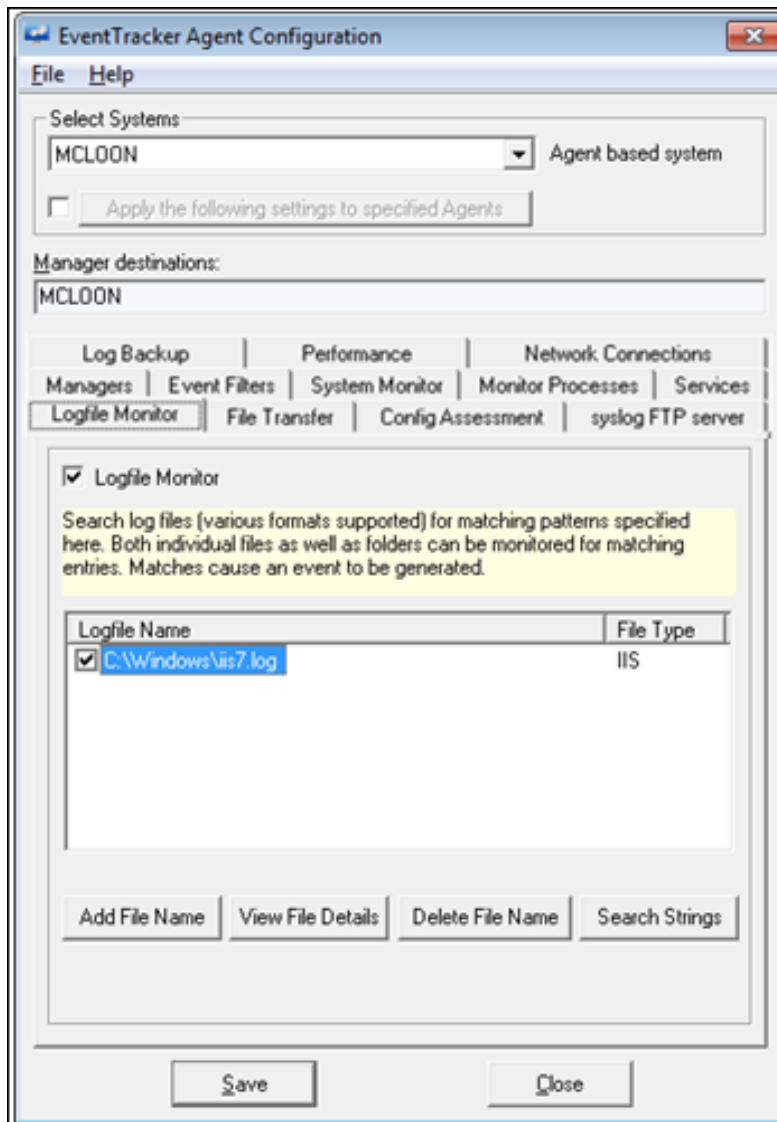 EventTracker Agent Configuration
File Help
Select Systems
MCLOON Agent based system
Apply the following settings to specified Agents
Manager destinations:
MCLOON
Log Backup Performance Network Connections
Managers Event Filters System Monitor Monitor Processes Services
Logfile Monitor File Transfer Config Assessment syslog FTP server
Logfile Monitor
Search log files (various formats supported) for matching patterns specified
here. Both individual files as well as folders can be monitored for matching
entries. Matches cause an event to be generated.
Logfile Name File Type
C:\Windows\iis7.log IIS
Add File Name View File Details Delete File Name Search Strings
Save Close